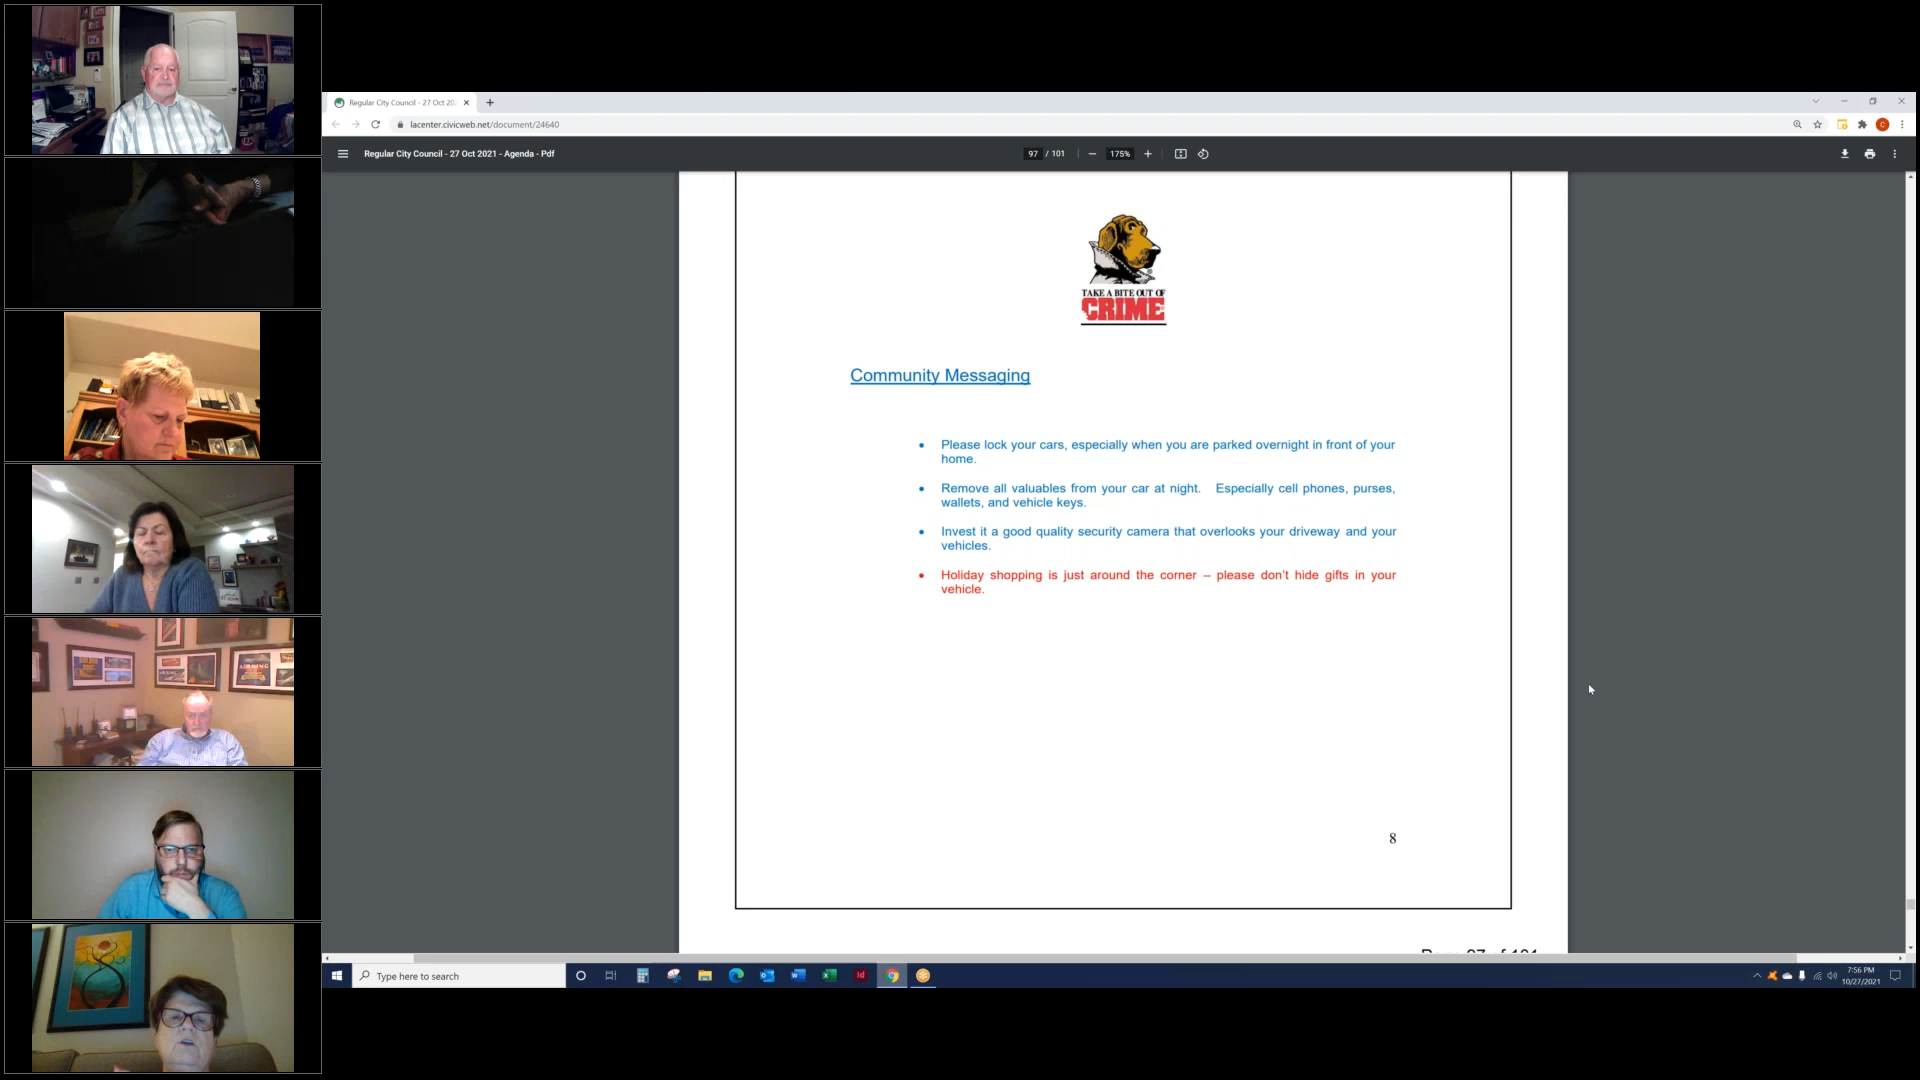 Regular City Council - 27 Oct 20
lacenter.civicweb.net/document/24640
Regular City Council - 27 Oct 2021 - Agenda - Pdf
97 / 101
175%
TAKE A BITE OUT OF
CRIME
Community Messaging
• Please lock your cars, especially when you are parked overnight in front of your
home.
• Remove all valuables from your car at night. Especially cell phones, purses,
wallets, and vehicle keys.
• Invest it a good quality security camera that overlooks your driveway and your
vehicles.
• Holiday shopping is just around the corner – please don't hide gifts in your
vehicle.
8
Page 97 of 101
Type here to search
7:56 PM
10/27/2021